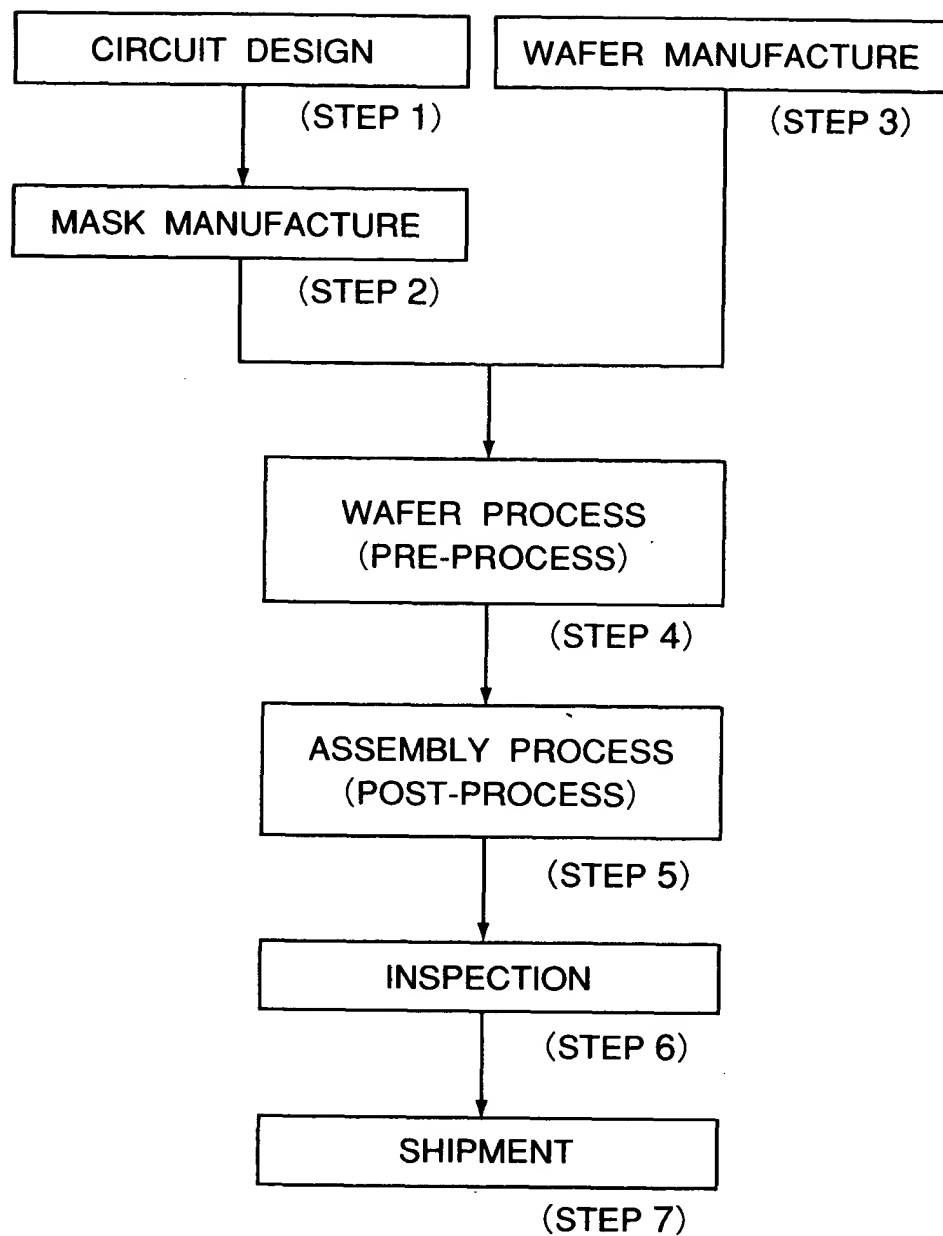 CIRCUIT DESIGN
(STEP 1)
WAFER MANUFACTURE
(STEP 3)
MASK MANUFACTURE
(STEP 2)
WAFER PROCESS
(PRE-PROCESS)
(STEP 4)
ASSEMBLY PROCESS
(POST-PROCESS)
(STEP 5)
INSPECTION
(STEP 6)
SHIPMENT
(STEP 7)